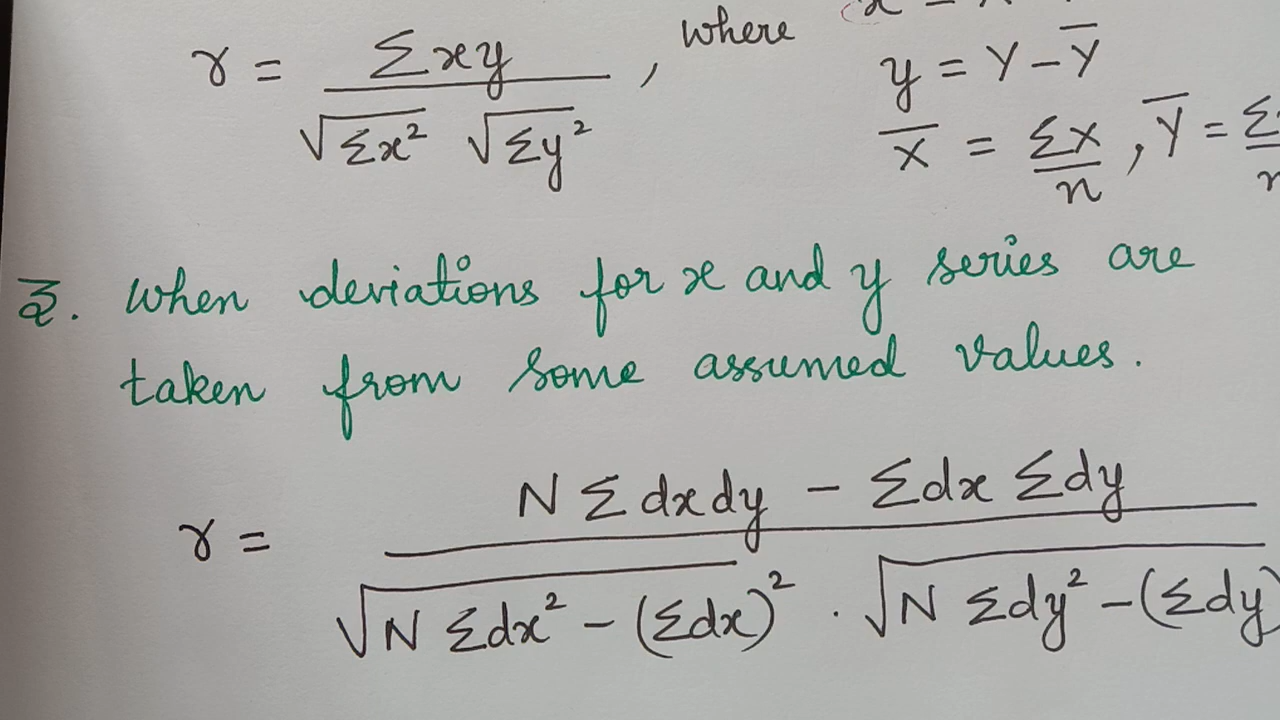 r = Σxy / √Σx² √Σy² , where
y = Y - Y̅
X̅ = ΣX/n , Y̅ =
2. When deviations for x and y series are
taken from some assumed values.
r = N Σdxdy - Σdx Σdy / √N Σdx² - (Σdx)² . √N Σdy² - (Σdy)